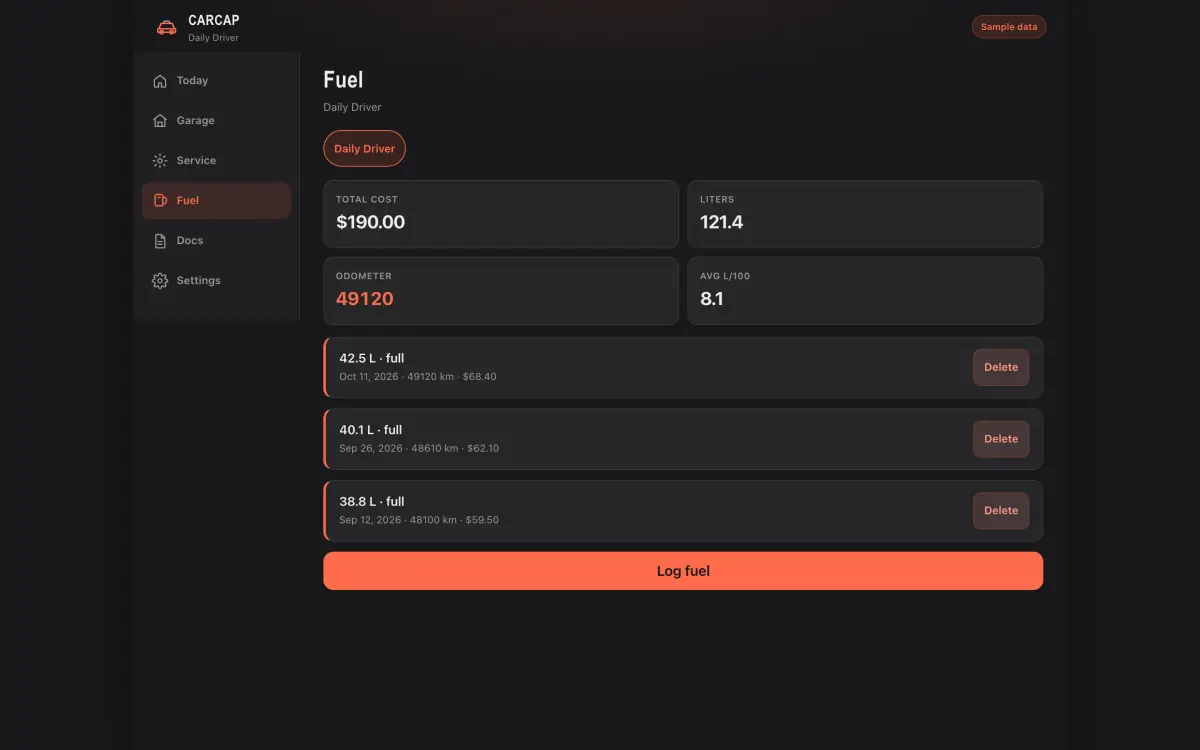 CARCAP
Daily Driver
Sample data
Today
Garage
Service
Fuel
Docs
Settings
Fuel
Daily Driver
Daily Driver
TOTAL COST
$190.00
LITERS
121.4
ODOMETER
49120
AVG L/100
8.1
42.5 L · full
Oct 11, 2026 · 49120 km · $68.40
Delete
40.1 L · full
Sep 26, 2026 · 48610 km · $62.10
Delete
38.8 L · full
Sep 12, 2026 · 48100 km · $59.50
Delete
Log fuel